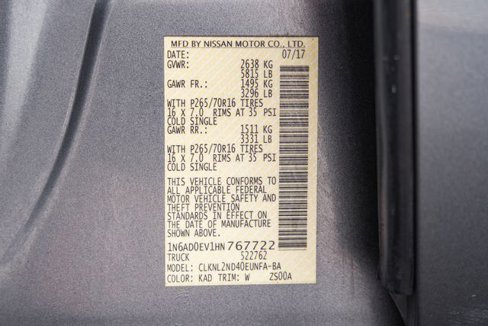 MFD BY NISSAN MOTOR CO., LTD.
DATE: 07/17
GVWR: 2638 KG
5815 LB
GAWR FR.: 1495 KG
3296 LB
WITH P265/70R16 TIRES
16 X 7.0 RIMS AT 35 PSI
COLD SINGLE
GAWR RR.: 1511 KG
3331 LB
WITH P265/70R16 TIRES
16 X 7.0 RIMS AT 35 PSI
COLD SINGLE
THIS VEHICLE CONFORMS TO
ALL APPLICABLE FEDERAL
MOTOR VEHICLE SAFETY AND
THEFT PREVENTION
STANDARDS IN EFFECT ON
THE DATE OF MANUFACTURE
SHOWN ABOVE.
1N6AD0EV1HN767722
TRUCK 522762
MODEL: CLKNL2ND40EUNFA-BA
COLOR: KAD TRIM: W ZS00A